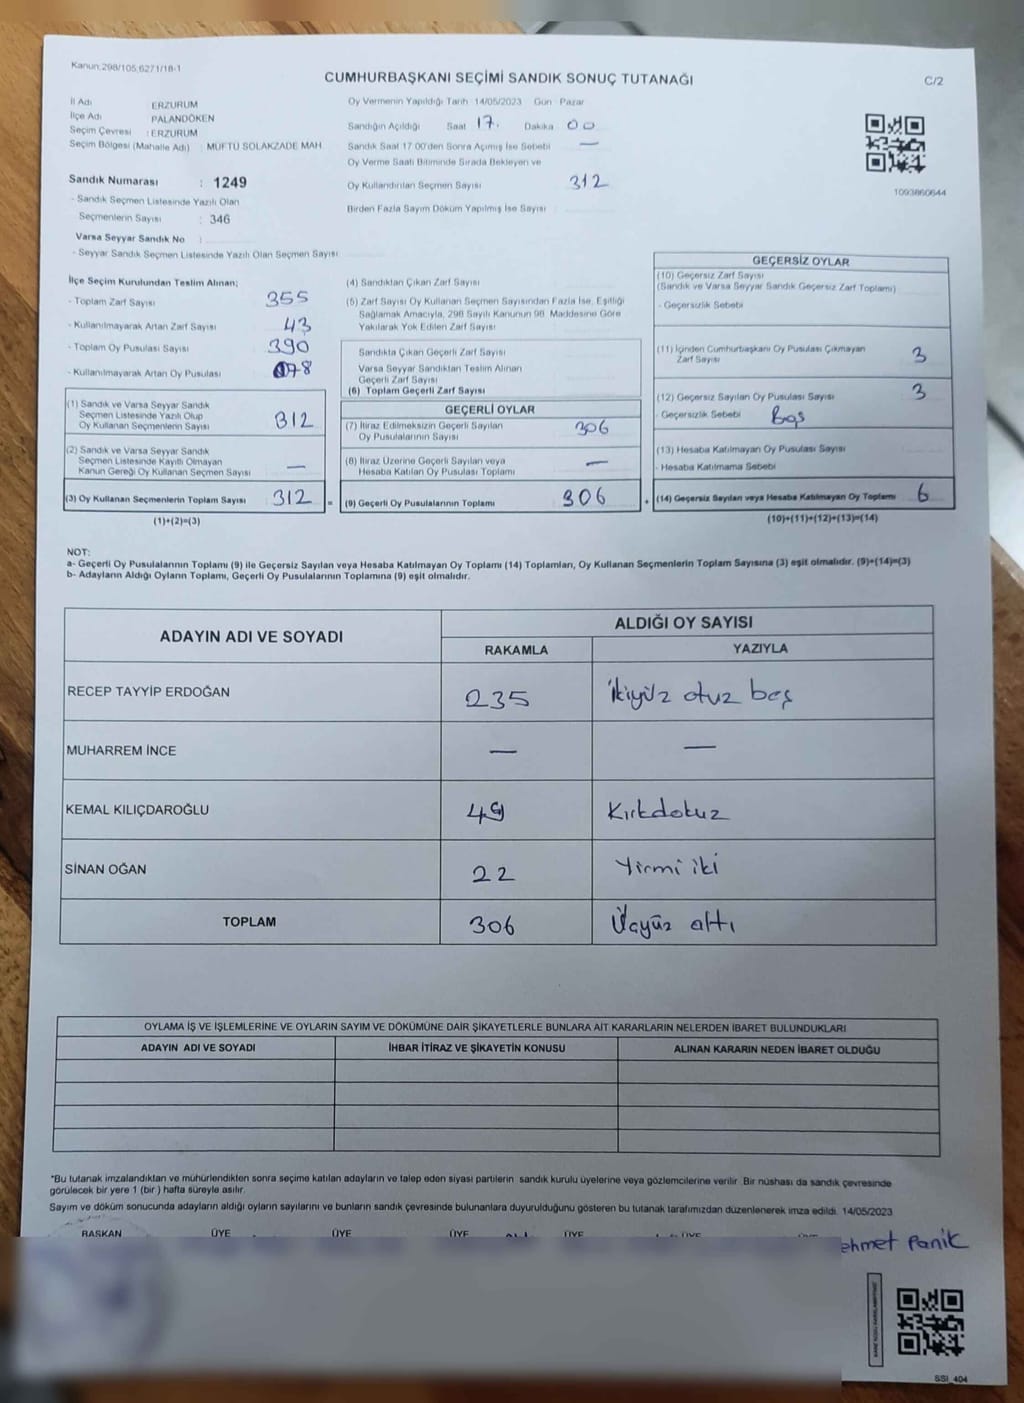 Kanun:298/105,6271/18-1
CUMHURBAŞKANI SEÇİMİ SANDIK SONUÇ TUTANAĞI
C/2
İl Adı ERZURUM
İlçe Adı PALANDÖKEN
Seçim Çevresi : ERZURUM
Seçim Bölgesi (Mahalle Adı) : MÜFTÜ SOLAKZADE MAH.
Sandık Numarası : 1249
- Sandık Seçmen Listesinde Yazılı Olan
Seçmenlerin Sayısı : 346
Varsa Seyyar Sandık No :
- Seyyar Sandık Seçmen Listesinde Yazılı Olan Seçmen Sayısı
Oy Vermenin Yapıldığı Tarih 14/05/2023 Gün Pazar
Sandığın Açıldığı Saat 17. Dakika 00
Sandık Saat 17:00'den Sonra Açımış İse Sebebi —
Oy Verme Saati Bitiminde Sırada Bekleyen ve
Oy Kullandırılan Seçmen Sayısı 312
Birden Fazla Sayım Döküm Yapılmış İse Sayısı
1093860644
İlçe Seçim Kurulundan Teslim Alınan;
- Toplam Zarf Sayısı 355
- Kullanılmayarak Artan Zarf Sayısı 43
- Toplam Oy Pusulası Sayısı 390
- Kullanılmayarak Artan Oy Pusulası 78
(1) Sandık ve Varsa Seyyar Sandık
Seçmen Listesinde Yazılı Olup
Oy Kullanan Seçmenlerin Sayısı 312
(2) Sandık ve Varsa Seyyar Sandık
Seçmen Listesinde Kayıtlı Olmayan
Kanun Gereği Oy Kullanan Seçmen Sayısı —
(3) Oy Kullanan Seçmenlerin Toplam Sayısı 312 =
(1)+(2)=(3)
(4) Sandıktan Çıkan Zarf Sayısı
(5) Zarf Sayısı Oy Kullanan Seçmen Sayısından Fazla İse, Eşitliği
Sağlamak Amacıyla, 298 Sayılı Kanunun 98. Maddesine Göre
Yakılarak Yok Edilen Zarf Sayısı
Sandıkta Çıkan Geçerli Zarf Sayısı
Varsa Seyyar Sandıktan Teslim Alınan
Geçerli Zarf Sayısı
(6) Toplam Geçerli Zarf Sayısı
GEÇERLİ OYLAR
(7) İtiraz Edilmeksizin Geçerli Sayılan
Oy Pusulalarının Sayısı 306
(8) İtiraz Üzerine Geçerli Sayılan veya
Hesaba Katılan Oy Pusulası Toplamı —
(9) Geçerli Oy Pusulalarının Toplamı 306 +
GEÇERSİZ OYLAR
(10) Geçersiz Zarf Sayısı
(Sandık ve Varsa Seyyar Sandık Geçersiz Zarf Toplamı)
- Geçersizlik Sebebi
(11) İçinden Cumhurbaşkanı Oy Pusulası Çıkmayan
Zarf Sayısı 3
(12) Geçersiz Sayılan Oy Pusulası Sayısı 3
- Geçersizlik Sebebi Boş
(13) Hesaba Katılmayan Oy Pusulası Sayısı
- Hesaba Katılmama Sebebi
(14) Geçersiz Sayılan veya Hesaba Katılmayan Oy Toplamı 6
(10)+(11)+(12)+(13)=(14)
NOT:
a- Geçerli Oy Pusulalarının Toplamı (9) ile Geçersiz Sayılan veya Hesaba Katılmayan Oy Toplamı (14) Toplamları, Oy Kullanan Seçmenlerin Toplam Sayısına (3) eşit olmalıdır. (9)+(14)=(3)
b- Adayların Aldığı Oyların Toplamı, Geçerli Oy Pusulalarının Toplamına (9) eşit olmalıdır.
ADAYIN ADI VE SOYADI
ALDIĞI OY SAYISI
RAKAMLA YAZIYLA
RECEP TAYYİP ERDOĞAN 235 ikiyüz otuz beş
MUHARREM İNCE — —
KEMAL KILIÇDAROĞLU 49 Kırkdokuz
SİNAN OĞAN 22 Yirmi iki
TOPLAM 306 Üçyüz altı
OYLAMA İŞ VE İŞLEMLERİNE VE OYLARIN SAYIM VE DÖKÜMÜNE DAİR ŞİKAYETLERLE BUNLARA AİT KARARLARIN NELERDEN İBARET BULUNDUKLARI
ADAYIN ADI VE SOYADI İHBAR İTİRAZ VE ŞİKAYETİN KONUSU ALINAN KARARIN NEDEN İBARET OLDUĞU
*Bu tutanak imzalandıktan ve mühürlendikten sonra seçime katılan adayların ve talep eden siyasi partilerin sandık kurulu üyelerine veya gözlemcilerine verilir. Bir nüshası da sandık çevresinde
görülecek bir yere 1 (bir ) hafta süreyle asılır.
Sayım ve döküm sonucunda adayların aldığı oyların sayılarını ve bunların sandık çevresinde bulunanlara duyurulduğunu gösteren bu tutanak tarafımızdan düzenlenerek imza edildi. 14/05/2023
BAŞKAN ÜYE ÜYE ÜYE ÜYE ÜYE
ehmet Panik
SSI_404